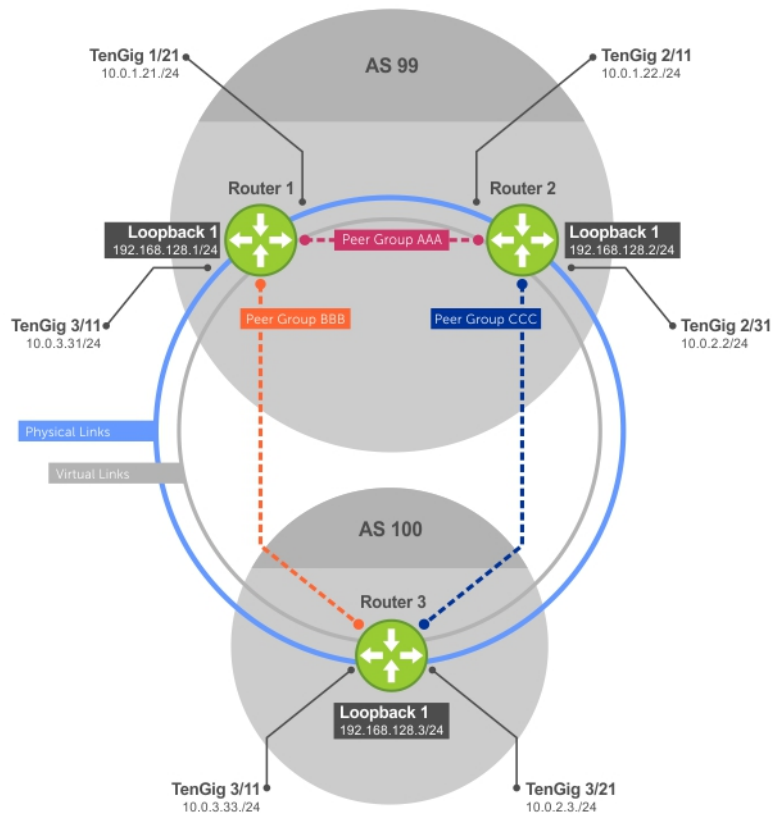 AS 99
TenGig 1/21
10.0.1.21./24
TenGig 2/11
10.0.1.22./24
Router 1
Router 2
Loopback 1
192.168.128.1/24
Peer Group AAA
Loopback 1
192.168.128.2/24
TenGig 3/11
10.0.3.31/24
Peer Group BBB
Peer Group CCC
TenGig 2/31
10.0.2.2/24
Physical Links
Virtual Links
AS 100
Router 3
Loopback 1
192.168.128.3/24
TenGig 3/11
10.0.3.33./24
TenGig 3/21
10.0.2.3./24